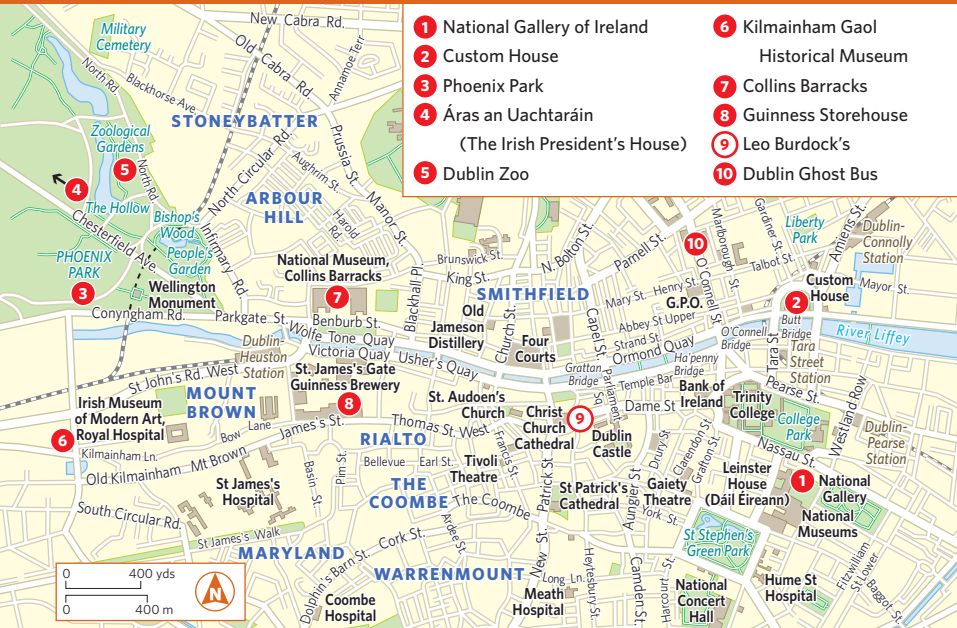 1 National Gallery of Ireland
2 Custom House
3 Phoenix Park
4 Áras an Uachtaráin
(The Irish President's House)
5 Dublin Zoo
6 Kilmainham Gaol
Historical Museum
7 Collins Barracks
8 Guinness Storehouse
9 Leo Burdock's
10 Dublin Ghost Bus
New Cabra Rd.
Military
Cemetery
Old Cabra Rd.
Annamoe Terr.
North Rd.
Blackhorse Ave.
STONEYBATTER
Zoological
Gardens
5
North Rd.
4
The Hollow
North Circular Rd.
Prussia St.
Aughrim St.
Manor St.
ARBOUR
HILL
Harold
Rd.
Bishop's
Wood
People's
Garden
Infirmary Rd.
Chesterfield Ave.
PHOENIX
PARK
3
Wellington
Monument
Conyngham Rd.
Parkgate St.
National Museum,
Collins Barracks
7
Benburb St.
Wolfe Tone Quay
Victoria Quay
Blackhall Pl.
Brunswick St.
King St.
N. Bolton St.
Parnell St.
10
Marlborough St.
O'Connell St.
Gardiner St.
Talbot St.
Liberty
Park
Amiens St.
Dublin-
Connolly
Station
Mayor St.
Custom
House
2
SMITHFIELD
Mary St.
Henry St.
G.P.O.
Abbey St Upper
Strand St.
Ormond Quay
O'Connell
Bridge
Butt
Bridge
River Liffey
Old
Jameson
Distillery
Church St.
Four
Courts
Capel St.
Usher's Quay
Grattan
Bridge
Ha'penny
Bridge
Tara St.
Tara
Street
Station
Dublin-
Heuston
Station
St John's Rd. West
St. James's Gate
Guinness Brewery
8
MOUNT
BROWN
Irish Museum
of Modern Art,
Royal Hospital
6
Kilmainham Ln.
Bow Lane
James's St.
Old Kilmainham
Mt Brown
St. Audoen's
Church
Thomas St. West
Christ
Church
Cathedral
9
Parliament
Sq.
Temple Bar
Dame St.
Dublin
Castle
Bank of
Ireland
Trinity
College
Pearse St.
College
Park
Westland Row
Dublin-
Pearse
Station
Nassau St.
RIALTO
Bellevue
Earl St.
Tivoli
Theatre
Francis St.
Patrick St.
Drury St.
Clarendon St.
Grafton St.
Leinster
House
(Dáil Éireann)
1
National
Gallery
National
Museums
St James's
Hospital
Basin St.
Pim St.
THE
COOMBE
The Coombe
St Patrick's
Cathedral
Aungier St.
Gaiety
Theatre
York St.
South Circular Rd.
St James's Walk
MARYLAND
Dolphin's Barn St.
Cork St.
Ardee St.
WARRENMOUNT
New St.
Long Ln.
Meath
Hospital
Heytesbury St.
Camden St.
Harcourt St.
St Stephen's
Green Park
National
Concert
Hall
Hume St
Hospital
Fitzwilliam
St Lower
Baggot St.
Coombe
Hospital
0 400 yds
0 400 m
N